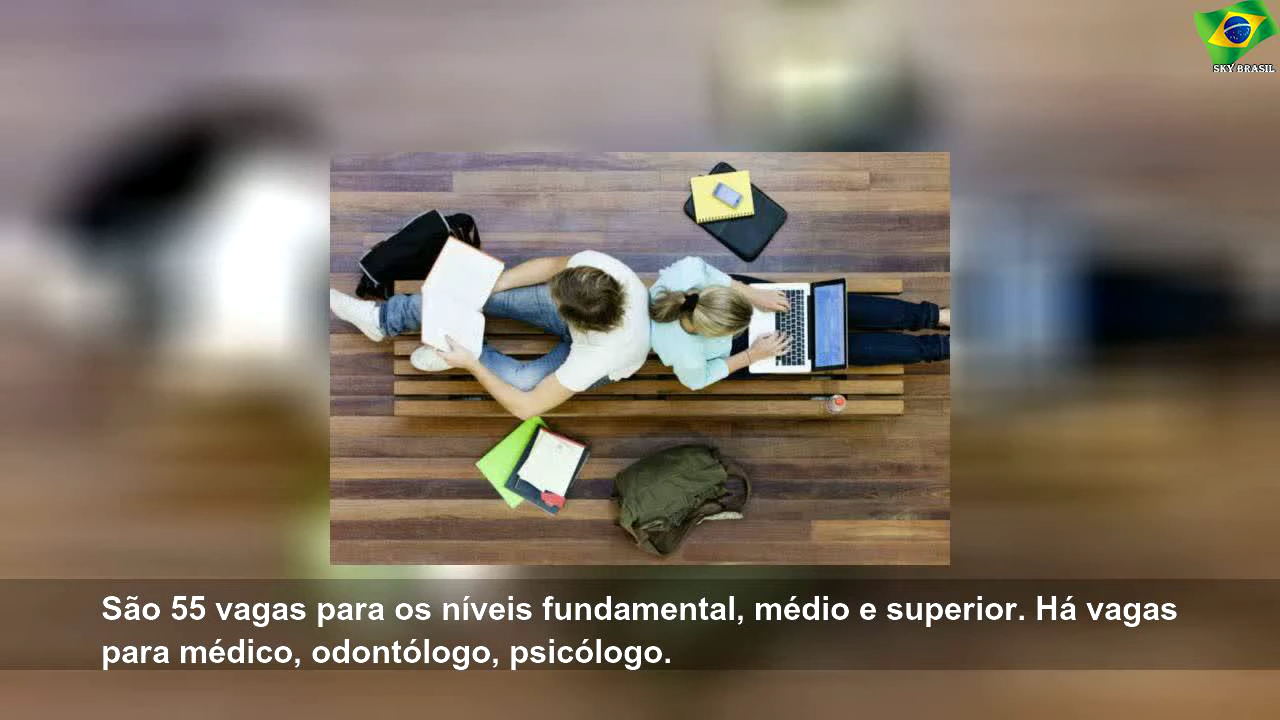 SKY BRASIL
São 55 vagas para os níveis fundamental, médio e superior. Há vagas
para médico, odontólogo, psicólogo.